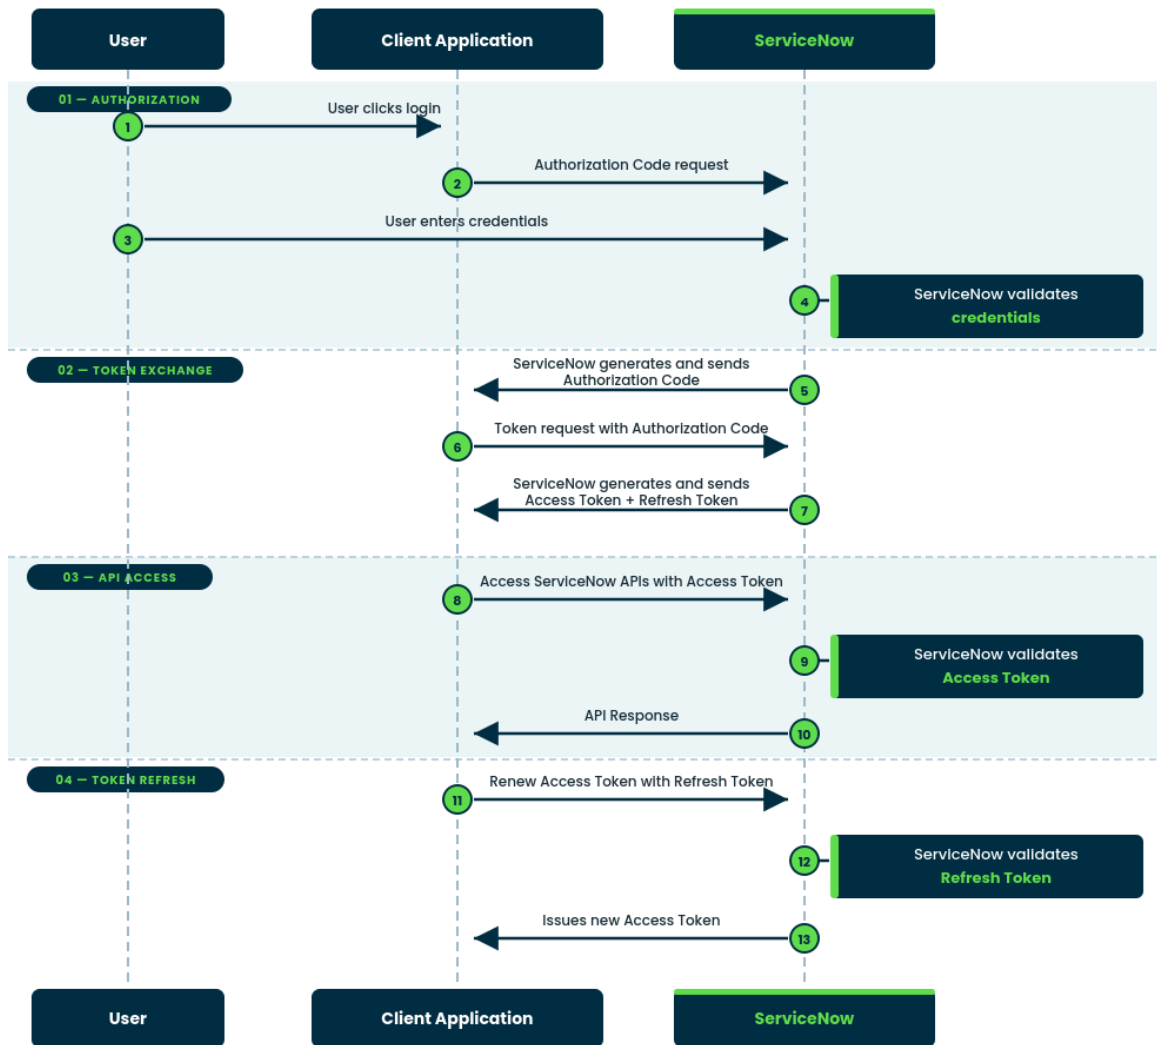 User
Client Application
ServiceNow
01 — AUTHORIZATION
User clicks login
1
Authorization Code request
2
User enters credentials
3
4
ServiceNow validates
credentials
02 — TOKEN EXCHANGE
ServiceNow generates and sends
Authorization Code
5
Token request with Authorization Code
6
ServiceNow generates and sends
Access Token + Refresh Token
7
03 — API ACCESS
Access ServiceNow APIs with Access Token
8
9
ServiceNow validates
Access Token
API Response
10
04 — TOKEN REFRESH
Renew Access Token with Refresh Token
11
12
ServiceNow validates
Refresh Token
Issues new Access Token
13
User
Client Application
ServiceNow